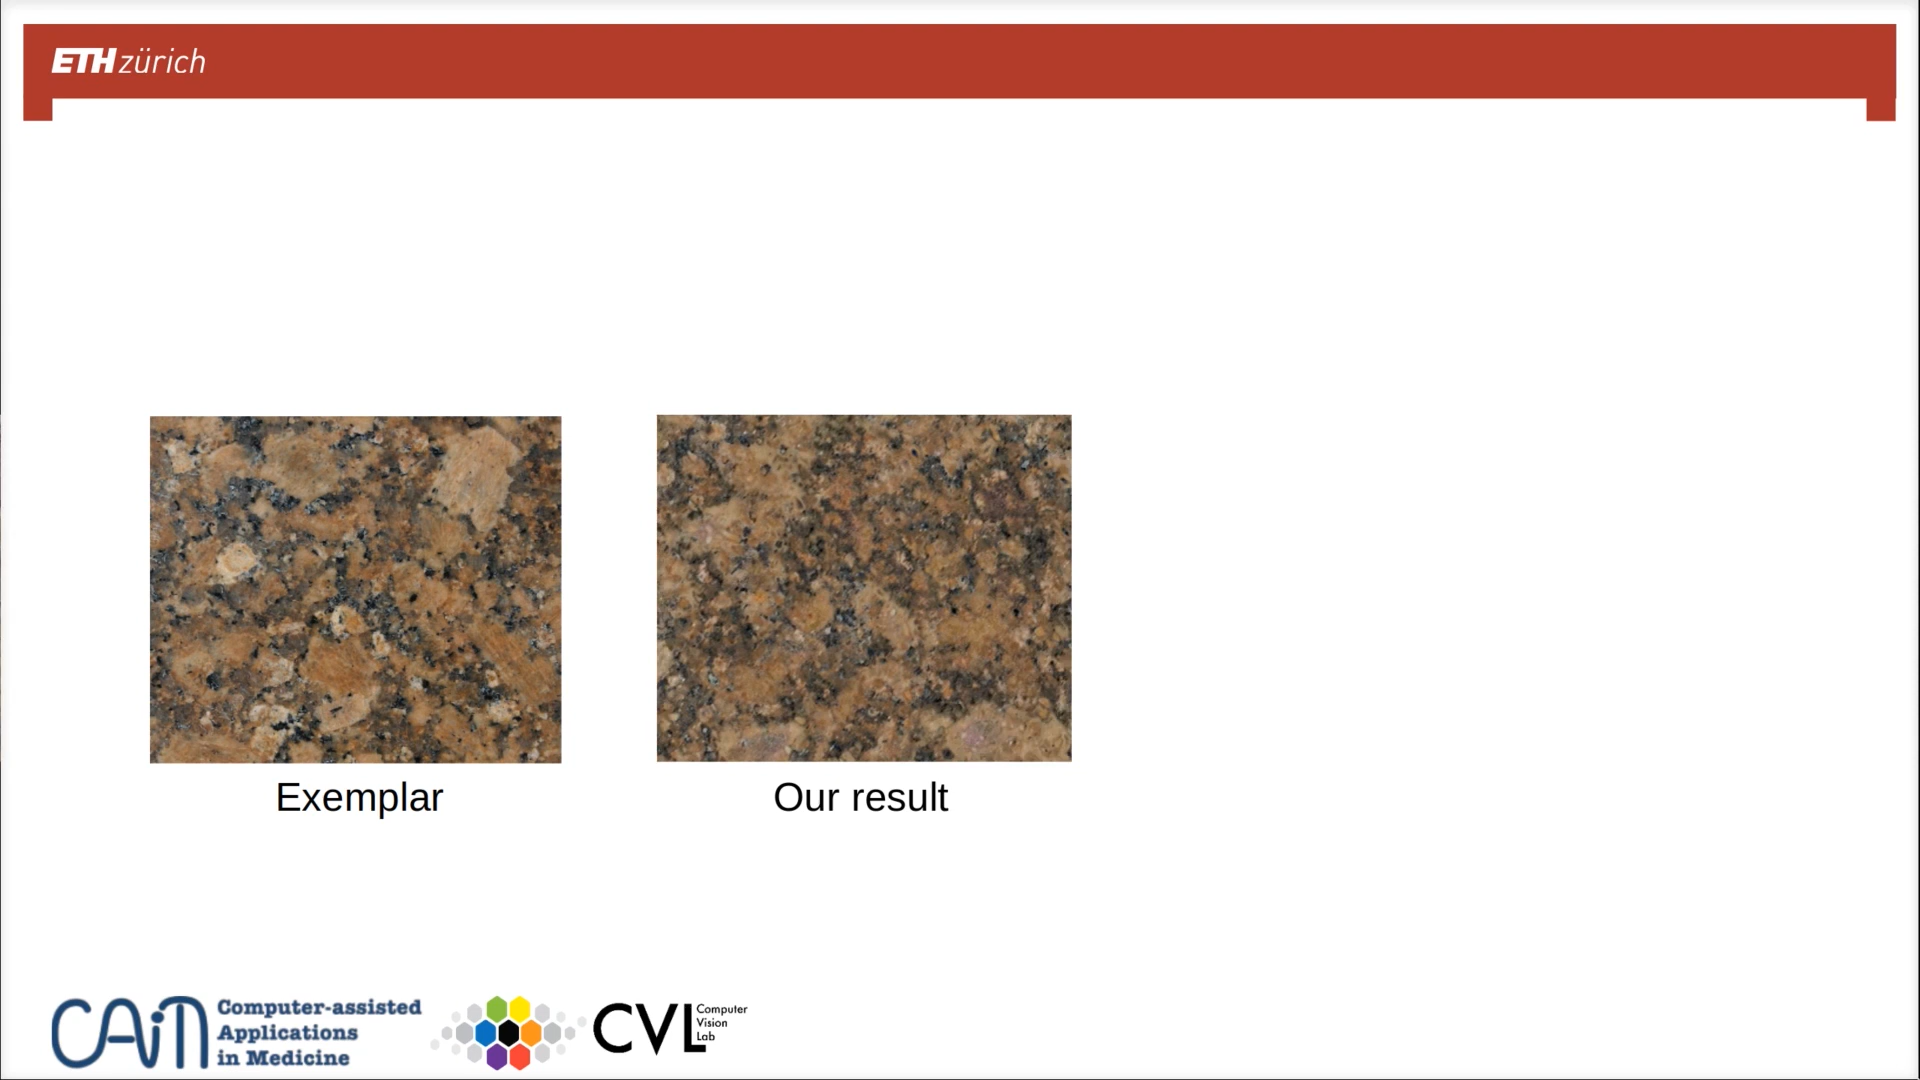 ETH zürich
Exemplar
Our result
CAiM
Computer-assisted
Applications
in Medicine
CVL
Computer
Vision
Lab